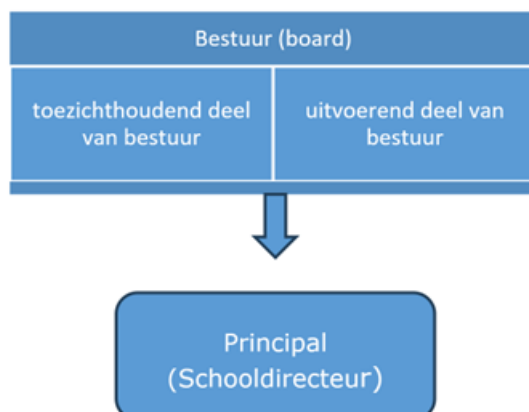 Bestuur (board)
toezichthoudend deel
van bestuur
uitvoerend deel van
bestuur
Principal
(Schooldirecteur)